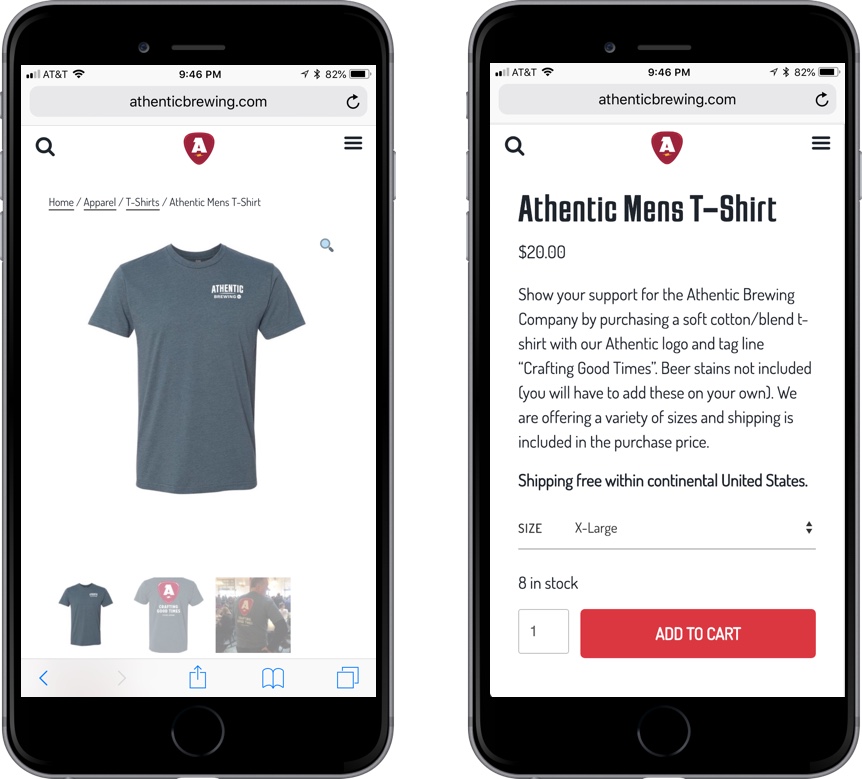 AT&T 9:46 PM 82%
athenticbrewing.com
A
Home / Apparel / T-Shirts / Athentic Mens T-Shirt
ATHENTIC
BREWING
A
CRAFTING
GOOD TIMES
A
AT&T 9:46 PM 82%
athenticbrewing.com
A
Athentic Mens T-Shirt
$20.00
Show your support for the Athentic Brewing
Company by purchasing a soft cotton/blend t-
shirt with our Athentic logo and tag line
“Crafting Good Times”. Beer stains not included
(you will have to add these on your own). We
are offering a variety of sizes and shipping is
included in the purchase price.
Shipping free within continental United States.
SIZE X-Large
8 in stock
1 ADD TO CART